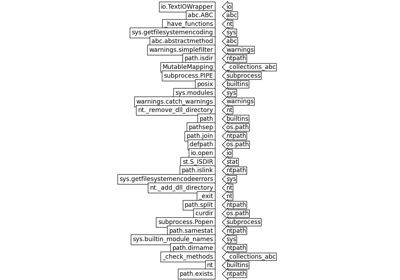 io.TextIOWrapper io
abc.ABC abc
_have_functions nt
sys.getfilesystemencoding sys
abc.abstractmethod abc
warnings.simplefilter warnings
path.isdir ntpath
MutableMapping _collections_abc
subprocess.PIPE subprocess
posix builtins
sys.modules sys
warnings.catch_warnings warnings
nt._remove_dll_directory nt
path builtins
pathsep os.path
path.join ntpath
defpath os.path
io.open io
st.S_ISDIR stat
path.islink ntpath
sys.getfilesystemencodeerrors sys
nt._add_dll_directory nt
_exit nt
path.split ntpath
curdir os.path
subprocess.Popen subprocess
path.samestat ntpath
sys.builtin_module_names sys
path.dirname ntpath
_check_methods _collections_abc
nt builtins
path.exists ntpath